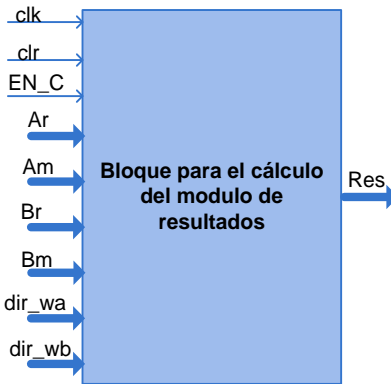 clk
clr
EN_C
Ar
Am
Br
Bm
dir_wa
dir_wb
Bloque para el cálculo
del modulo de
resultados
Res